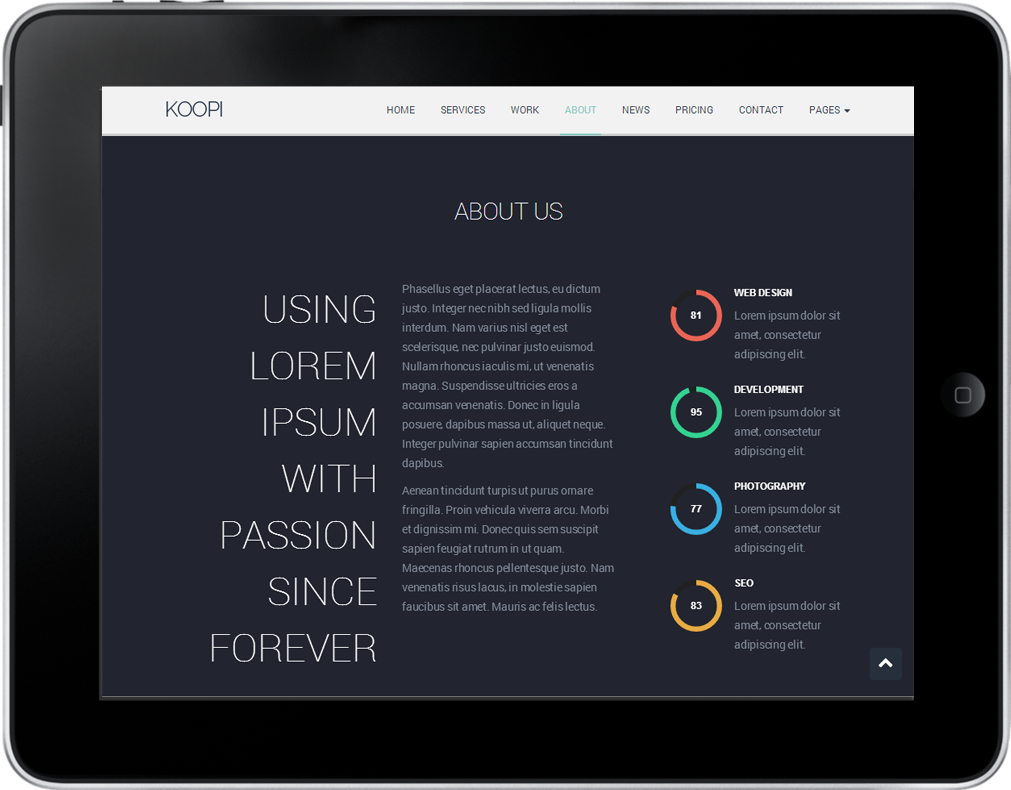 KOOPI
HOME SERVICES WORK ABOUT NEWS PRICING CONTACT PAGES
ABOUT US
USING
LOREM
IPSUM
WITH
PASSION
SINCE
FOREVER
Phasellus eget placerat lectus, eu dictum
justo. Integer nec nibh sed ligula mollis
interdum. Nam varius nisl eget est
scelerisque, nec pulvinar justo euismod.
Nullam rhoncus iaculis mi, ut venenatis
magna. Suspendisse ultricies eros a
accumsan venenatis. Donec in ligula
posuere, dapibus massa ut, aliquet neque.
Integer pulvinar sapien accumsan tincidunt
dapibus.
Aenean tincidunt turpis ut purus ornare
fringilla. Proin vehicula viverra arcu. Morbi
et dignissim mi. Donec quis sem suscipit
sapien feugiat rutrum in ut quam.
Maecenas rhoncus pellentesque justo. Nam
venenatis risus lacus, in molestie sapien
faucibus sit amet. Mauris ac felis lectus.
81
WEB DESIGN
Lorem ipsum dolor sit
amet, consectetur
adipiscing elit.
95
DEVELOPMENT
Lorem ipsum dolor sit
amet, consectetur
adipiscing elit.
77
PHOTOGRAPHY
Lorem ipsum dolor sit
amet, consectetur
adipiscing elit.
83
SEO
Lorem ipsum dolor sit
amet, consectetur
adipiscing elit.